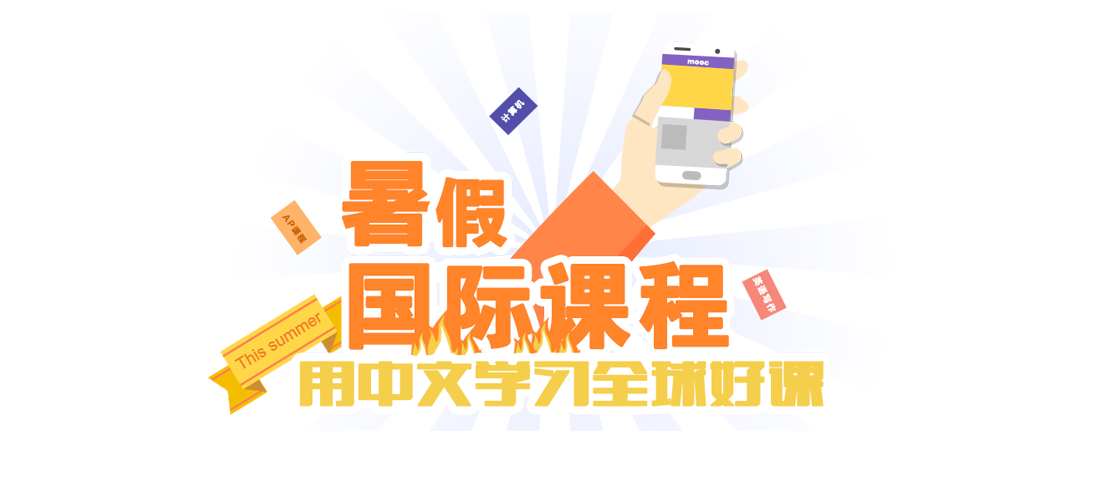 mooc
计算机
暑假
AP课程
国际课程
英语写作
This summer
用中文学习全球好课